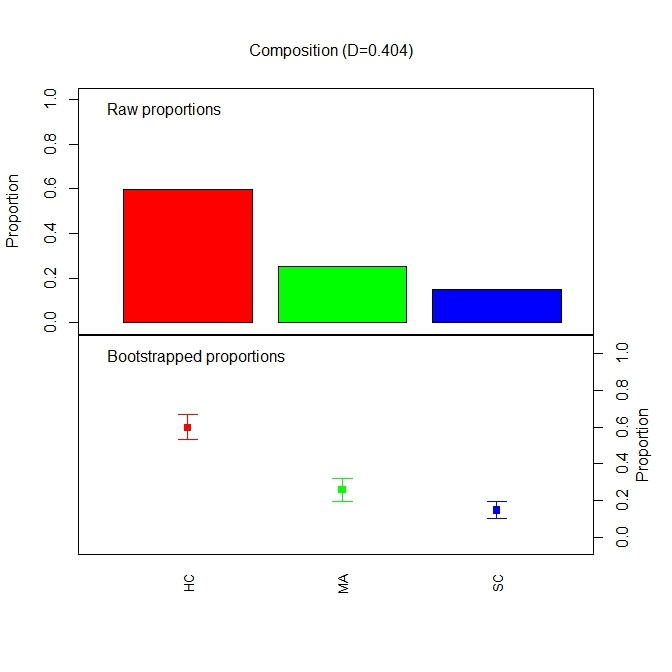 Composition (D=0.404)
Raw proportions
Proportion
1.0
0.8
0.6
0.4
0.2
0.0
Bootstrapped proportions
1.0
0.8
0.6
0.4
0.2
0.0
Proportion
HC
MA
SC